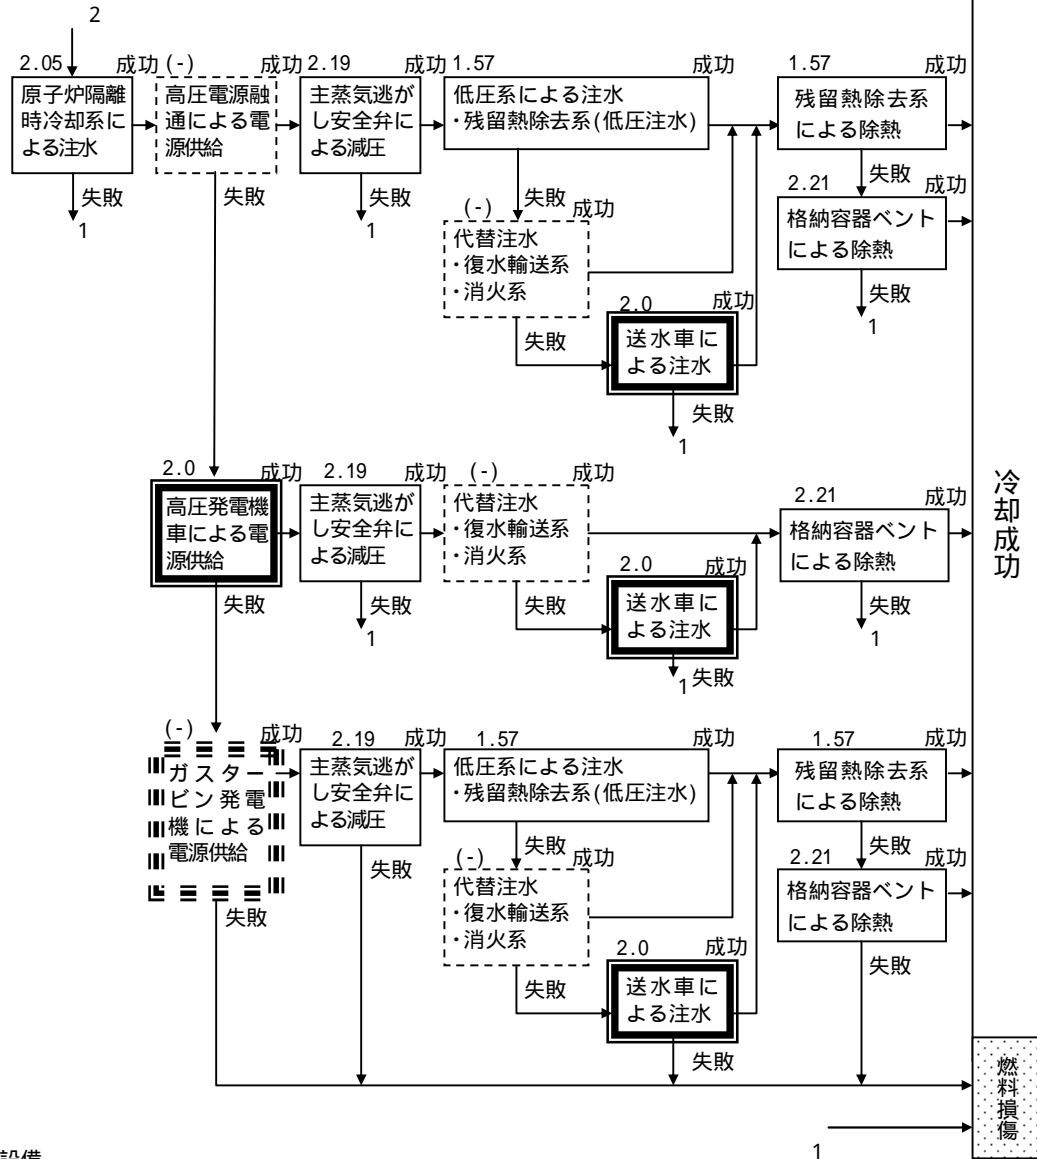 2
2.05
成功
(-)
成功
2.19
成功
1.57
成功
1.57
成功
原子炉隔離
時冷却系に
よる注水
高圧電源融
通による電
源供給
主蒸気逃が
し安全弁に
よる減圧
低圧系による注水
・残留熱除去系(低圧注水)
残留熱除去系
による除熱
失敗
1
失敗
失敗
1
失敗
失敗
2.21
成功
(-)
成功
代替注水
・復水輸送系
・消火系
格納容器ベント
による除熱
失敗
1
失敗
2.0
成功
送水車に
よる注水
失敗
1
2.0
成功
2.19
成功
(-)
成功
2.21
成功
高圧発電機
車による電
源供給
主蒸気逃が
し安全弁に
よる減圧
代替注水
・復水輸送系
・消火系
格納容器ベント
による除熱
失敗
失敗
1
失敗
2.0
成功
送水車に
よる注水
失敗
1
失敗
1
(-)
成功
2.19
成功
1.57
成功
1.57
成功
ガスター
ビン発電
機による
電源供給
主蒸気逃が
し安全弁に
よる減圧
低圧系による注水
・残留熱除去系(低圧注水)
残留熱除去系
による除熱
失敗
失敗
失敗
(-)
成功
失敗
2.21
成功
代替注水
・復水輸送系
・消火系
格納容器ベント
による除熱
失敗
失敗
2.0
成功
送水車に
よる注水
失敗
冷却成功
燃料損傷
1
設備